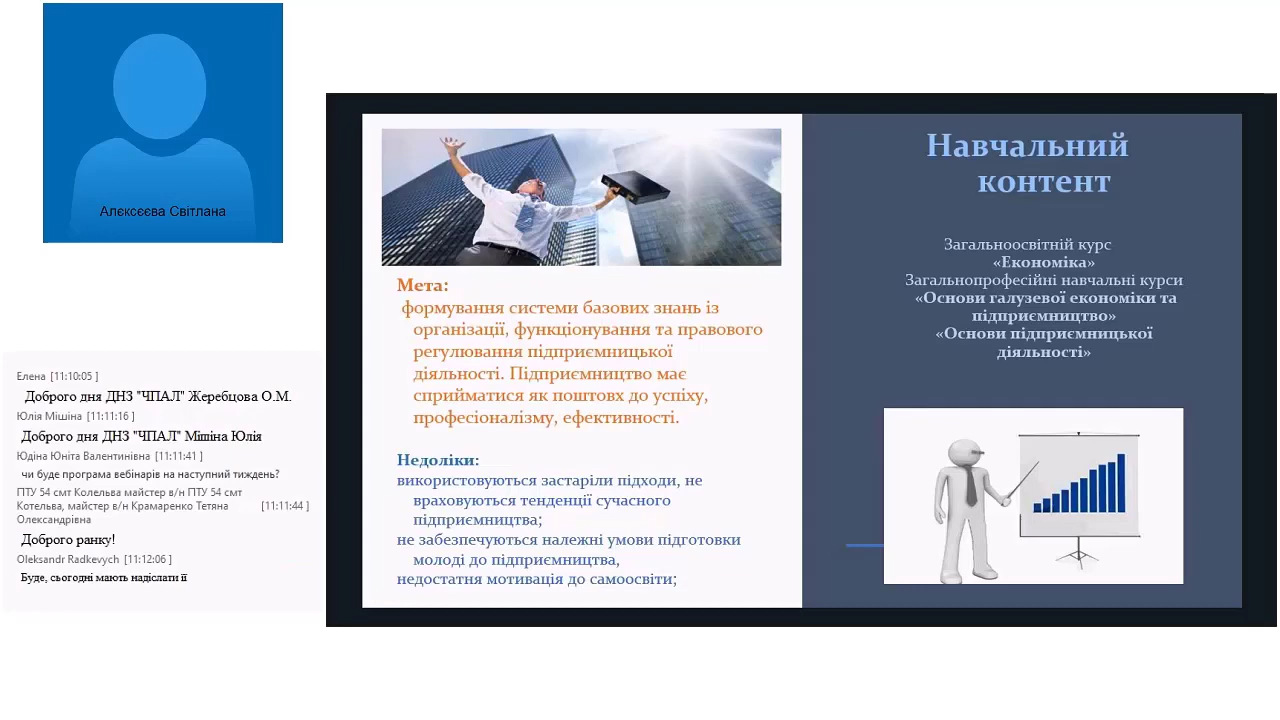 Алєксєєва Світлана
Елена [11:10:05 ]
Доброго дня ДНЗ "ЧПАЛ" Жеребцова О.М.
Юлія Мішіна [11:11:16 ]
Доброго дня ДНЗ "ЧПАЛ" Мішіна Юлія
Юдіна Юніта Валентинівна [11:11:41 ]
чи буде програма вебінарів на наступний тиждень?
ПТУ 54 смт Колельва майстер в/н ПТУ 54 смт
Котельва, майстер в/н Крамаренко Тетяна [11:11:44 ]
Олександрівна
Доброго ранку!
Oleksandr Radkevych [11:12:06 ]
Буде, сьогодні мають надіслати її
Мета:
формування системи базових знань із
організації, функціонування та правового
регулювання підприємницької
діяльності. Підприємництво має
сприйматися як поштовх до успіху,
професіоналізму, ефективності.
Недоліки:
використовуються застаріли підходи, не
враховуються тенденції сучасного
підприємництва;
не забезпечуються належні умови підготовки
молоді до підприємництва,
недостатня мотивація до самоосвіти;
Навчальний
контент
Загальноосвітній курс
«Економіка»
Загальнопрофесійні навчальні курси
«Основи галузевої економіки та
підприємництво»
«Основи підприємницької
діяльності»